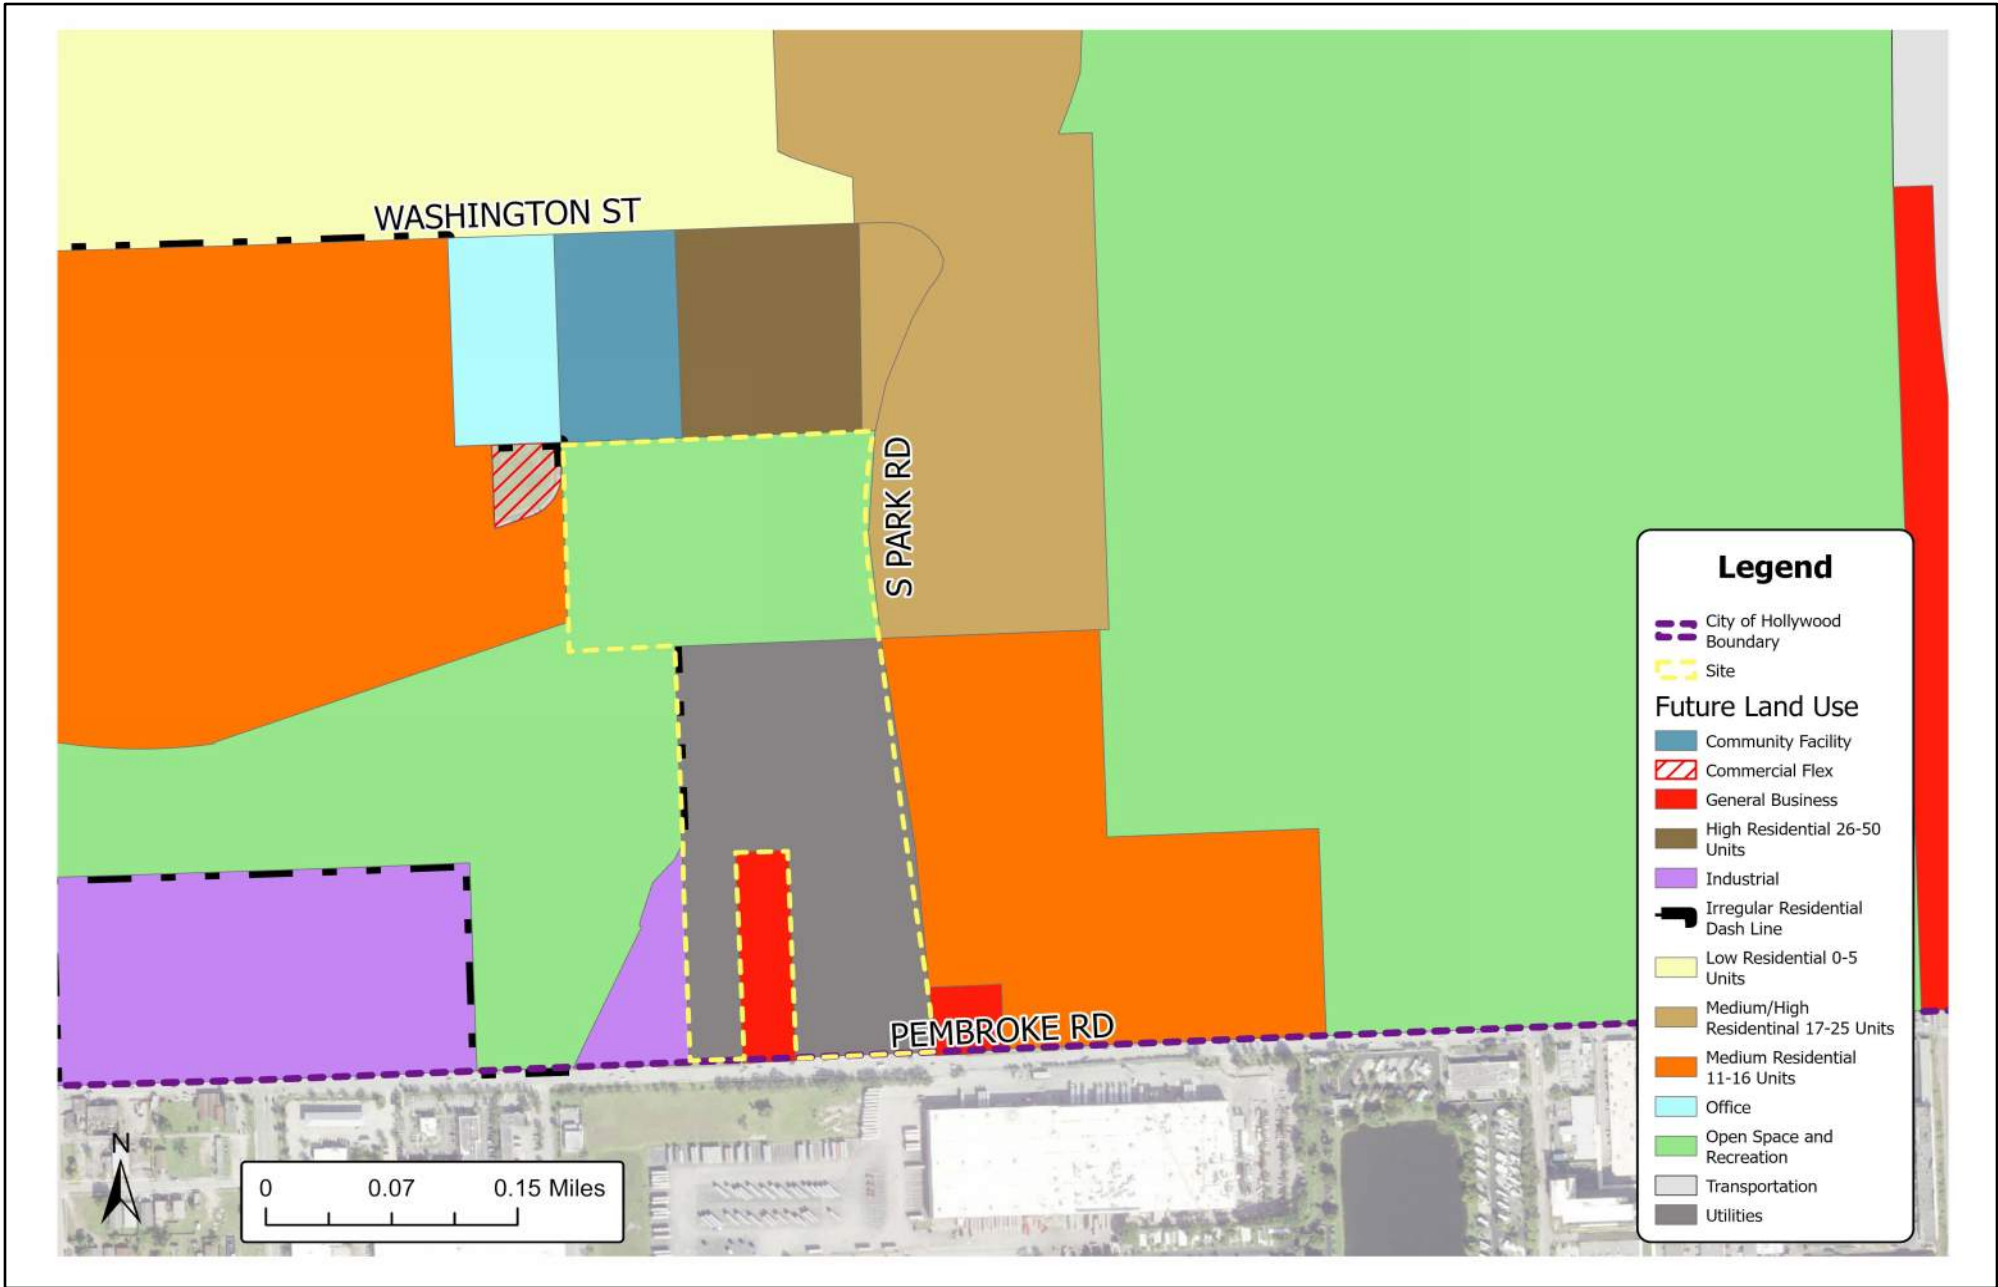 WASHINGTON ST
S PARK RD
PEMBROKE RD
Legend
City of Hollywood
Boundary
Site
Future Land Use
Community Facility
Commercial Flex
General Business
High Residential 26-50
Units
Industrial
Irregular Residential
Dash Line
Low Residential 0-5
Units
Medium/High
Residentinal 17-25 Units
Medium Residential
11-16 Units
Office
Open Space and
Recreation
Transportation
Utilities
N
0 0.07 0.15 Miles